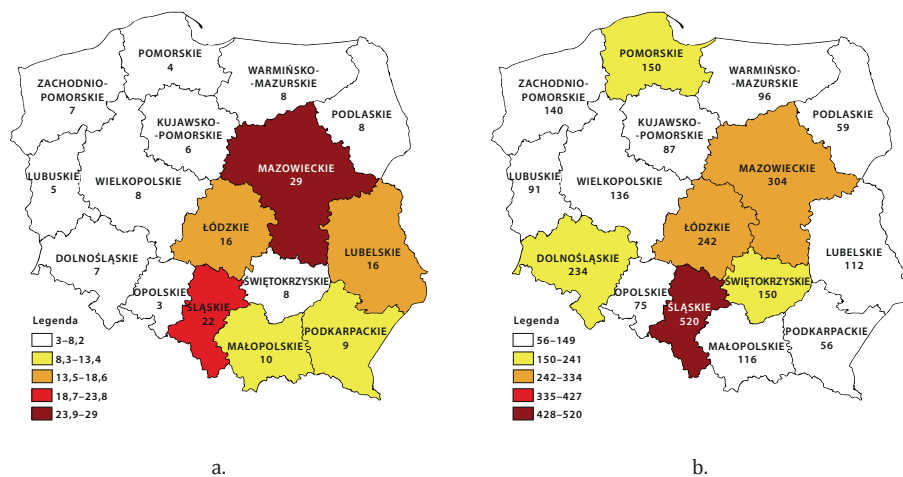 POMORSKIE
4
ZACHODNIO-
-POMORSKIE
7
WARMIŃSKO-
-MAZURSKIE
8
PODLASKIE
8
KUJAWSKO-
-POMORSKIE
6
MAZOWIECKIE
29
LUBUSKIE
5
WIELKOPOLSKIE
8
ŁÓDZKIE
16
LUBELSKIE
16
DOLNOŚLĄSKIE
7
OPOLSKIE
3
ŚLĄSKIE
22
ŚWIĘTOKRZYSKIE
8
MAŁOPOLSKIE
10
PODKARPACKIE
9
Legenda
3–8,2
8,3–13,4
13,5–18,6
18,7–23,8
23,9–29
a.
POMORSKIE
150
ZACHODNIO-
-POMORSKIE
140
WARMIŃSKO-
-MAZURSKIE
96
PODLASKIE
59
KUJAWSKO-
-POMORSKIE
87
MAZOWIECKIE
304
LUBUSKIE
91
WIELKOPOLSKIE
136
ŁÓDZKIE
242
LUBELSKIE
112
DOLNOŚLĄSKIE
234
OPOLSKIE
75
ŚLĄSKIE
520
ŚWIĘTOKRZYSKIE
150
MAŁOPOLSKIE
116
PODKARPACKIE
56
Legenda
56–149
150–241
242–334
335–427
428–520
b.